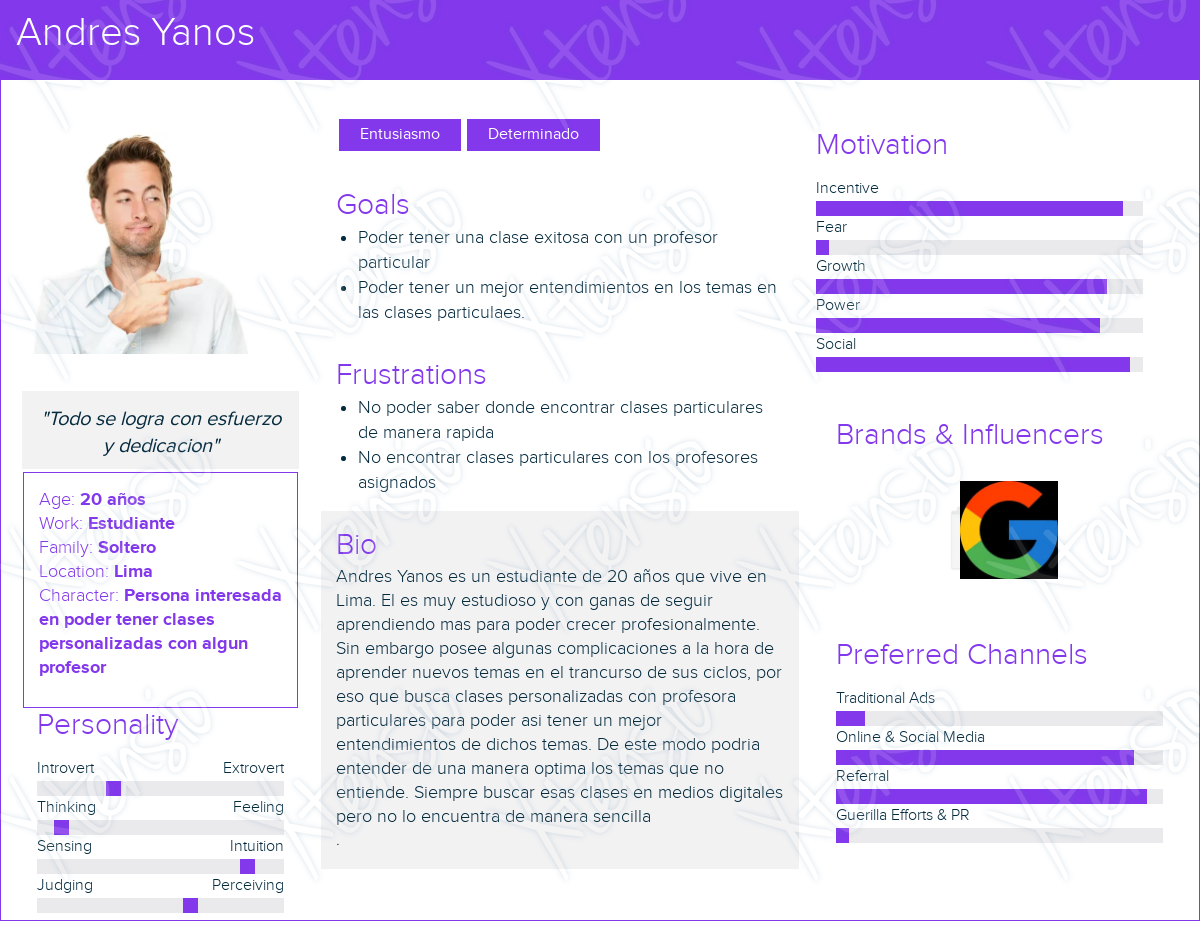 Andres Yanos
"Todo se logra con esfuerzo
y dedicacion"
Age: 20 años
Work: Estudiante
Family: Soltero
Location: Lima
Character: Persona interesada
en poder tener clases
personalizadas con algun
profesor
Personality
Introvert Extrovert
Thinking Feeling
Sensing Intuition
Judging Perceiving
Entusiasmo Determinado
Goals
• Poder tener una clase exitosa con un profesor
particular
• Poder tener un mejor entendimientos en los temas en
las clases particulaes.
Frustrations
• No poder saber donde encontrar clases particulares
de manera rapida
• No encontrar clases particulares con los profesores
asignados
Bio
Andres Yanos es un estudiante de 20 años que vive en
Lima. El es muy estudioso y con ganas de seguir
aprendiendo mas para poder crecer profesionalmente.
Sin embargo posee algunas complicaciones a la hora de
aprender nuevos temas en el trancurso de sus ciclos, por
eso que busca clases personalizadas con profesora
particulares para poder asi tener un mejor
entendimientos de dichos temas. De este modo podria
entender de una manera optima los temas que no
entiende. Siempre buscar esas clases en medios digitales
pero no lo encuentra de manera sencilla
.
Motivation
Incentive
Fear
Growth
Power
Social
Brands & Influencers
G
Preferred Channels
Traditional Ads
Online & Social Media
Referral
Guerilla Efforts & PR
Xtensio